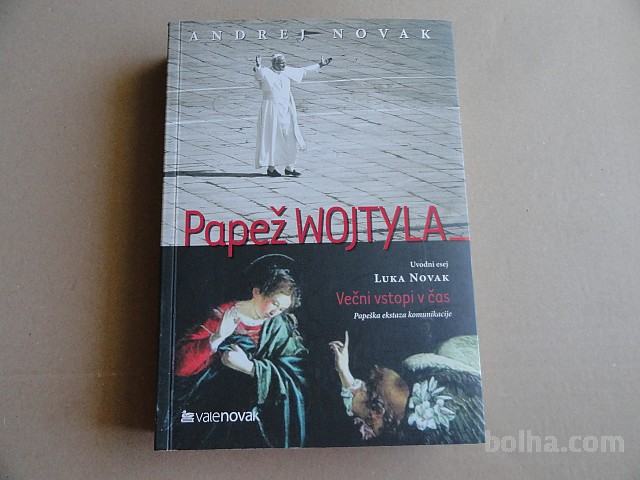 ANDREJ NOVAK
Papež WOJTYLA
Uvodni esej
LUKA NOVAK
Večni vstopi v čas
Papeška ekstaza komunikacije
valenovak
bolha.com